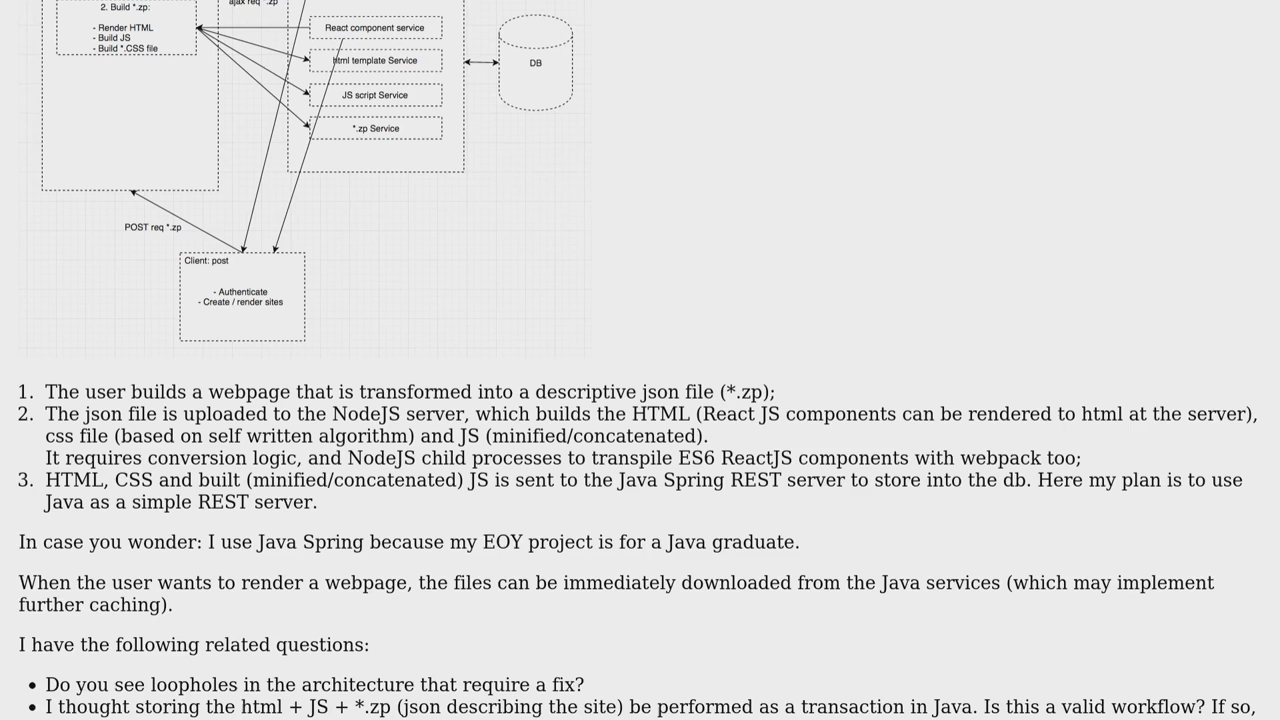 ajax req *.zp
2. Build *.zp:
- Render HTML
- Build JS
- Build *.CSS file
React component service
html template Service
JS script Service
*.zp Service
DB
POST req *.zp
Client: post
- Authenticate
- Create / render sites
1. The user builds a webpage that is transformed into a descriptive json file (*.zp);
2. The json file is uploaded to the NodeJS server, which builds the HTML (React JS components can be rendered to html at the server),
css file (based on self written algorithm) and JS (minified/concatenated).
It requires conversion logic, and NodeJS child processes to transpile ES6 ReactJS components with webpack too;
3. HTML, CSS and built (minified/concatenated) JS is sent to the Java Spring REST server to store into the db. Here my plan is to use
Java as a simple REST server.
In case you wonder: I use Java Spring because my EOY project is for a Java graduate.
When the user wants to render a webpage, the files can be immediately downloaded from the Java services (which may implement
further caching).
I have the following related questions:
• Do you see loopholes in the architecture that require a fix?
• I thought storing the html + JS + *.zp (json describing the site) be performed as a transaction in Java. Is this a valid workflow? If so,